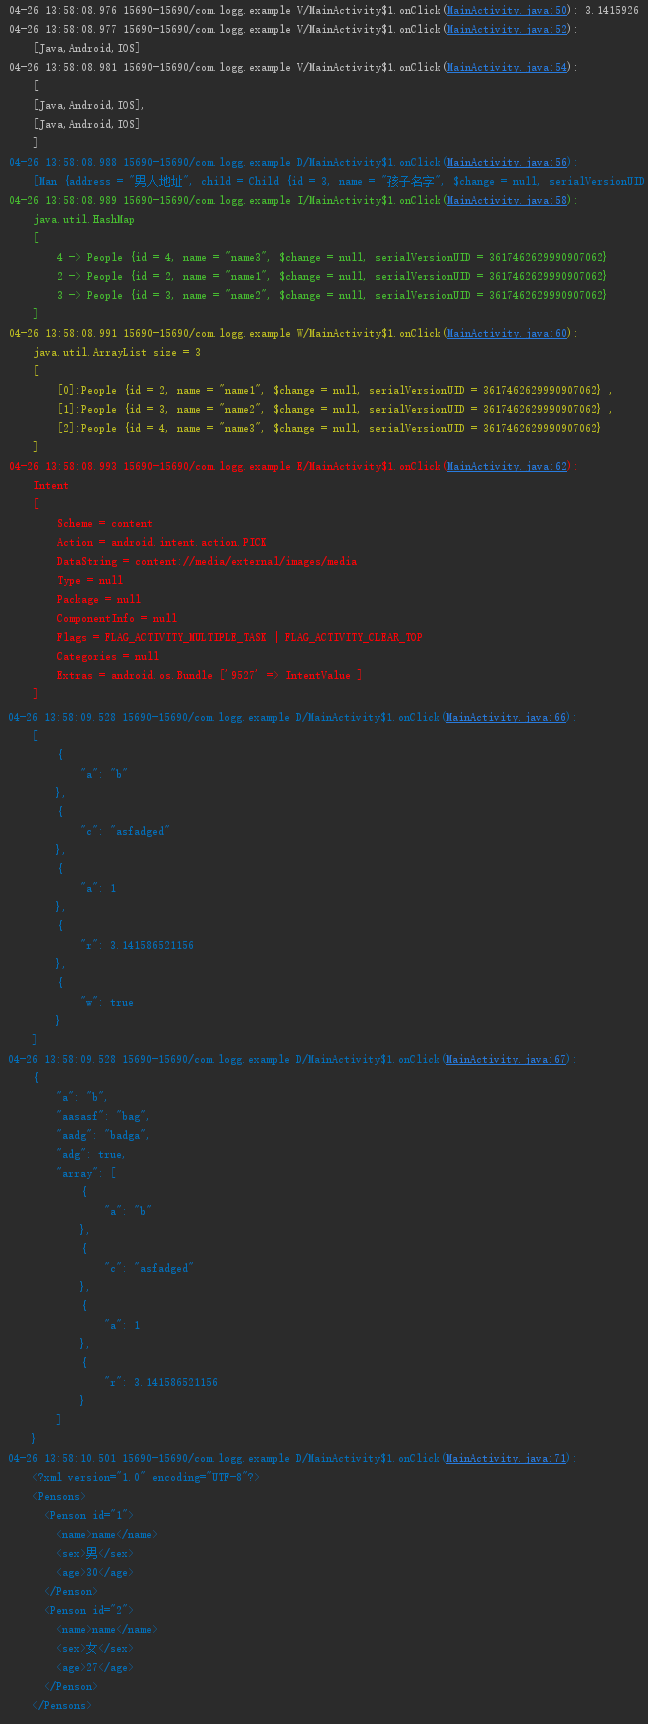 04-26 13:58:08.976 15690-15690/com.logg.example V/MainActivity$1.onClick(MainActivity.java:50): 3.1415926
04-26 13:58:08.977 15690-15690/com.logg.example V/MainActivity$1.onClick(MainActivity.java:52):
[Java,Android,IOS]
04-26 13:58:08.981 15690-15690/com.logg.example V/MainActivity$1.onClick(MainActivity.java:54):
[
[Java,Android,IOS],
[Java,Android,IOS]
]
04-26 13:58:08.988 15690-15690/com.logg.example D/MainActivity$1.onClick(MainActivity.java:56):
[Man {address = "男人地址", child = Child {id = 3, name = "孩子名字", $change = null, serialVersionUID
04-26 13:58:08.989 15690-15690/com.logg.example I/MainActivity$1.onClick(MainActivity.java:58):
java.util.HashMap
[
4 -> People {id = 4, name = "name3", $change = null, serialVersionUID = 3617462629990907062}
2 -> People {id = 2, name = "name1", $change = null, serialVersionUID = 3617462629990907062}
3 -> People {id = 3, name = "name2", $change = null, serialVersionUID = 3617462629990907062}
]
04-26 13:58:08.991 15690-15690/com.logg.example W/MainActivity$1.onClick(MainActivity.java:60):
java.util.ArrayList size = 3
[
[0]:People {id = 2, name = "name1", $change = null, serialVersionUID = 3617462629990907062} ,
[1]:People {id = 3, name = "name2", $change = null, serialVersionUID = 3617462629990907062} ,
[2]:People {id = 4, name = "name3", $change = null, serialVersionUID = 3617462629990907062}
]
04-26 13:58:08.993 15690-15690/com.logg.example E/MainActivity$1.onClick(MainActivity.java:62):
Intent
[
Scheme = content
Action = android.intent.action.PICK
DataString = content://media/external/images/media
Type = null
Package = null
ComponentInfo = null
Flags = FLAG_ACTIVITY_MULTIPLE_TASK | FLAG_ACTIVITY_CLEAR_TOP
Categories = null
Extras = android.os.Bundle ['9527' => IntentValue ]
]
04-26 13:58:09.528 15690-15690/com.logg.example D/MainActivity$1.onClick(MainActivity.java:66):
[
{
"a": "b"
},
{
"c": "asfadged"
},
{
"a": 1
},
{
"r": 3.141586521156
},
{
"w": true
}
]
04-26 13:58:09.528 15690-15690/com.logg.example D/MainActivity$1.onClick(MainActivity.java:67):
{
"a": "b",
"aasasf": "bag",
"aadg": "badga",
"adg": true,
"array": [
{
"a": "b"
},
{
"c": "asfadged"
},
{
"a": 1
},
{
"r": 3.141586521156
}
]
}
04-26 13:58:10.501 15690-15690/com.logg.example D/MainActivity$1.onClick(MainActivity.java:71):
<?xml version="1.0" encoding="UTF-8"?>
<Pensons>
<Penson id="1">
<name>name</name>
<sex>男</sex>
<age>30</age>
</Penson>
<Penson id="2">
<name>name</name>
<sex>女</sex>
<age>27</age>
</Penson>
</Pensons>